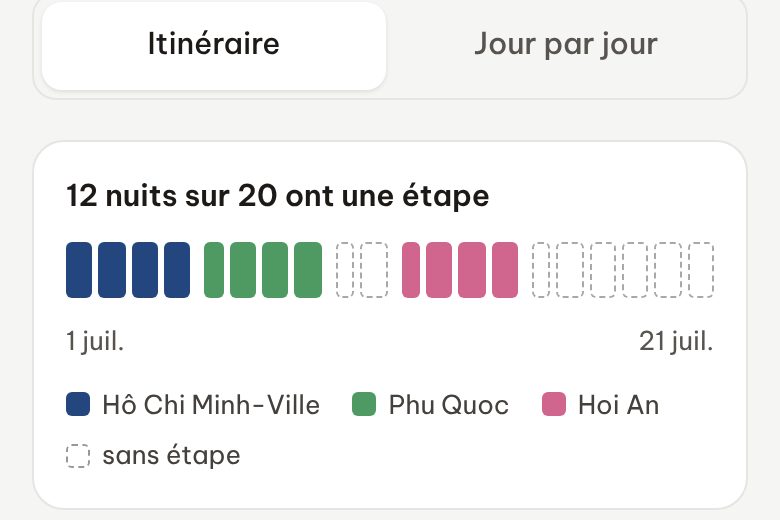 Itinéraire
Jour par jour
12 nuits sur 20 ont une étape
1 juil.
21 juil.
Hô Chi Minh-Ville
Phu Quoc
Hoi An
sans étape